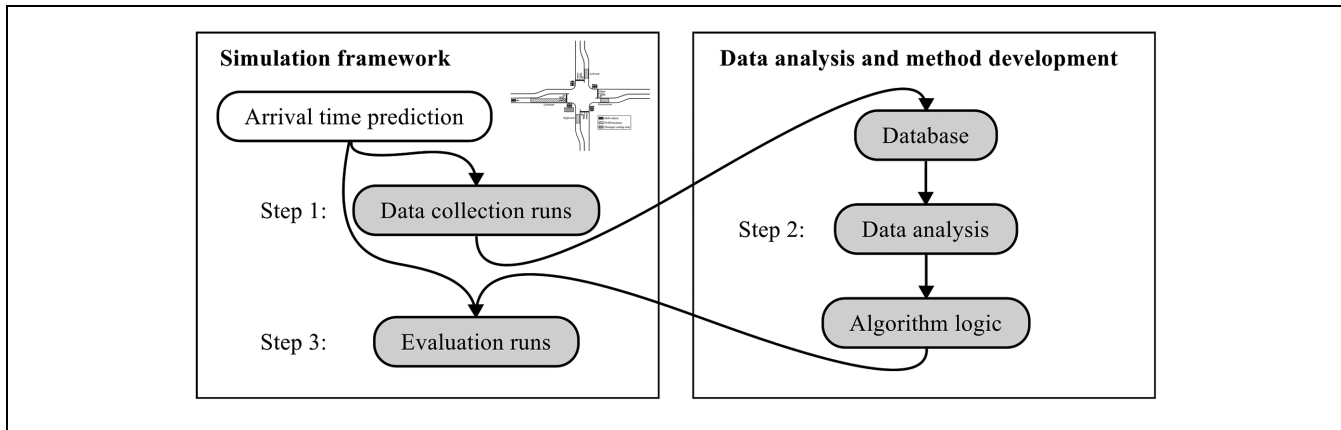 Simulation framework
Arrival time prediction
Step 1:
Data collection runs
Step 3:
Evaluation runs
Data analysis and method development
Database
Step 2:
Data analysis
Algorithm logic